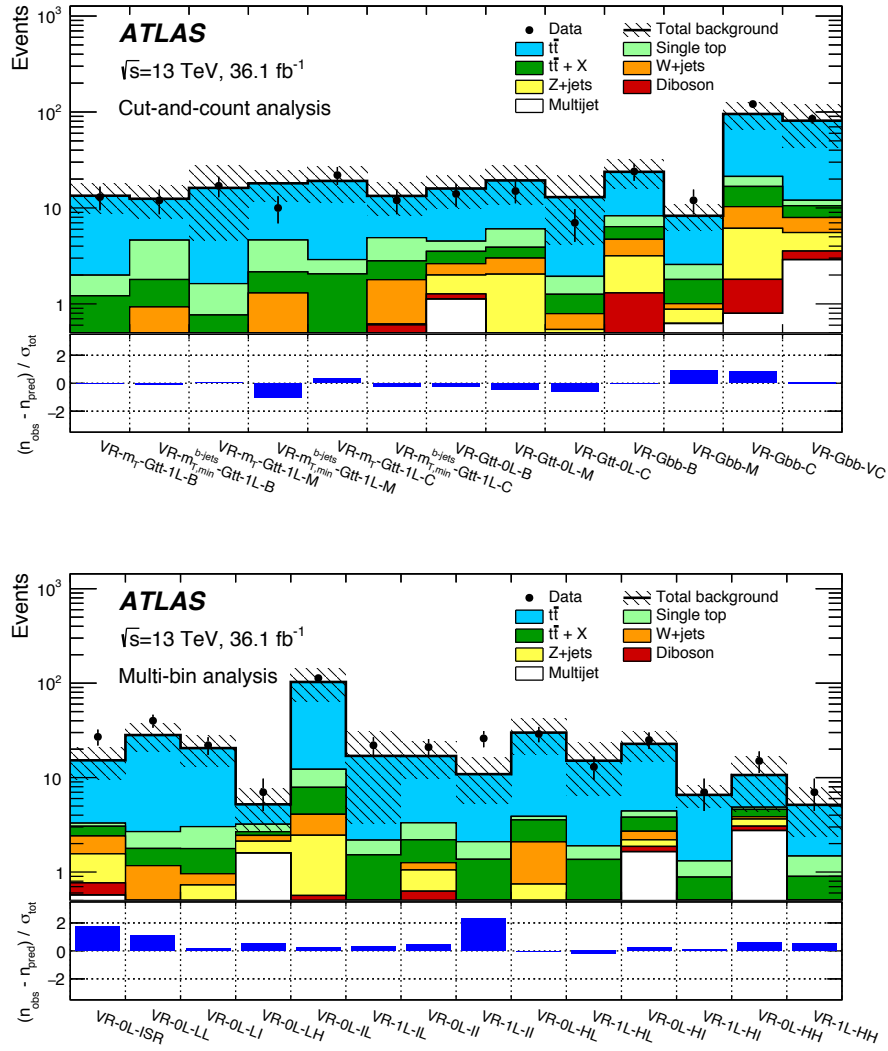 Events
10³
10²
10
1
ATLAS
√s=13 TeV, 36.1 fb⁻¹
Cut-and-count analysis
Data
Total background
tt̄
Single top
tt̄ + X
W+jets
Z+jets
Diboson
Multijet
(n_obs - n_pred) / σ_tot
2
0
−2
VR-m_T-Gtt-1L-B
VR-m_T,min^b-jets-Gtt-1L-B
VR-m_T-Gtt-1L-M
VR-m_T,min^b-jets-Gtt-1L-M
VR-m_T-Gtt-1L-C
VR-m_T,min^b-jets-Gtt-1L-C
VR-Gtt-0L-B
VR-Gtt-0L-M
VR-Gtt-0L-C
VR-Gbb-B
VR-Gbb-M
VR-Gbb-C
VR-Gbb-VC
Events
10³
10²
10
1
ATLAS
√s=13 TeV, 36.1 fb⁻¹
Multi-bin analysis
Data
Total background
tt̄
Single top
tt̄ + X
W+jets
Z+jets
Diboson
Multijet
(n_obs - n_pred) / σ_tot
2
0
−2
VR-0L-ISR
VR-0L-LL
VR-0L-LI
VR-0L-LH
VR-0L-IL
VR-1L-IL
VR-0L-II
VR-1L-II
VR-0L-HL
VR-1L-HL
VR-0L-HI
VR-1L-HI
VR-0L-HH
VR-1L-HH